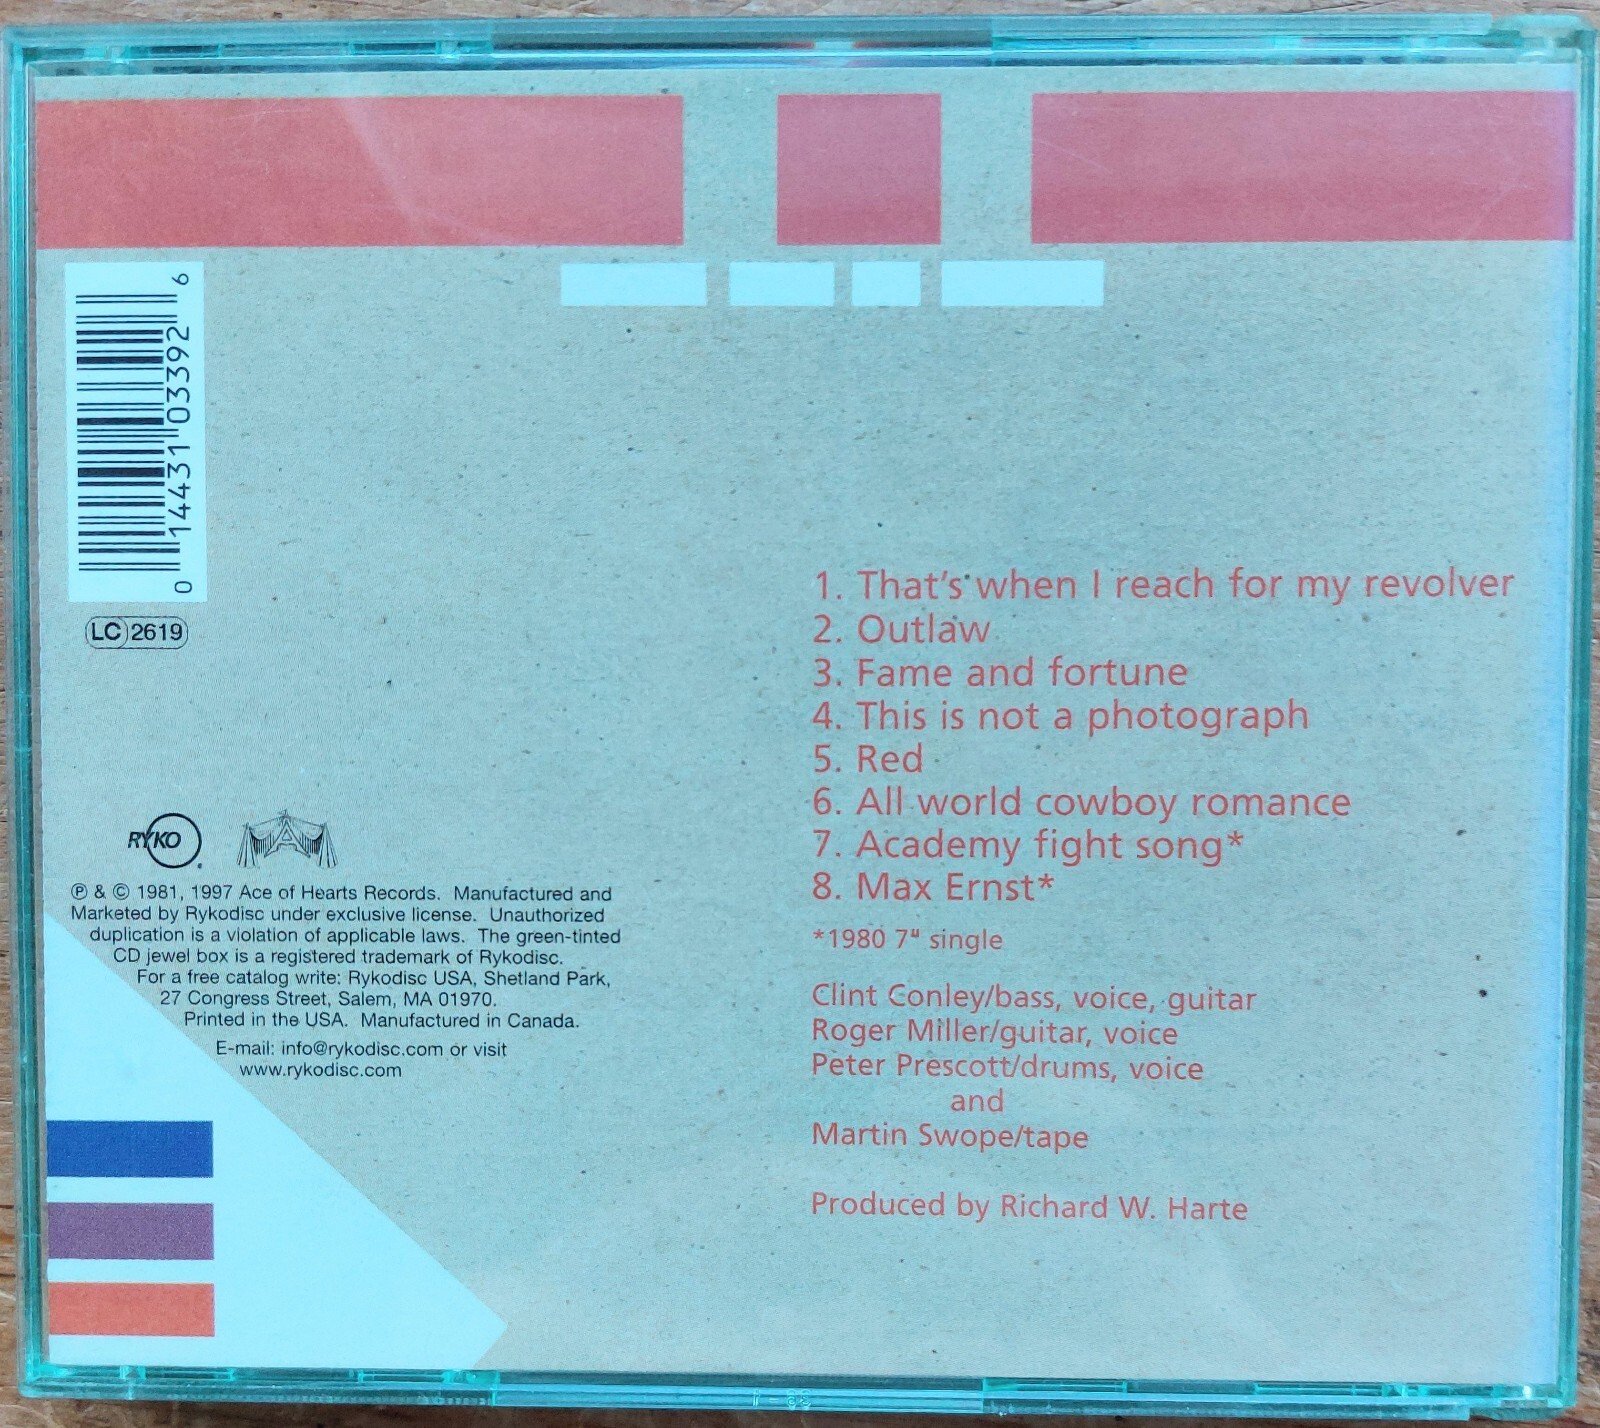 0 14431 03392 6
LC 2619
1. That's when I reach for my revolver
2. Outlaw
3. Fame and fortune
4. This is not a photograph
5. Red
6. All world cowboy romance
7. Academy fight song*
8. Max Ernst*
*1980 7" single
Clint Conley/bass, voice, guitar
Roger Miller/guitar, voice
Peter Prescott/drums, voice
and
Martin Swope/tape
Produced by Richard W. Harte
RYKO
A
℗ & © 1981, 1997 Ace of Hearts Records. Manufactured and
Marketed by Rykodisc under exclusive license. Unauthorized
duplication is a violation of applicable laws. The green-tinted
CD jewel box is a registered trademark of Rykodisc.
For a free catalog write: Rykodisc USA, Shetland Park,
27 Congress Street, Salem, MA 01970.
Printed in the USA. Manufactured in Canada.
E-mail: info@rykodisc.com or visit
www.rykodisc.com